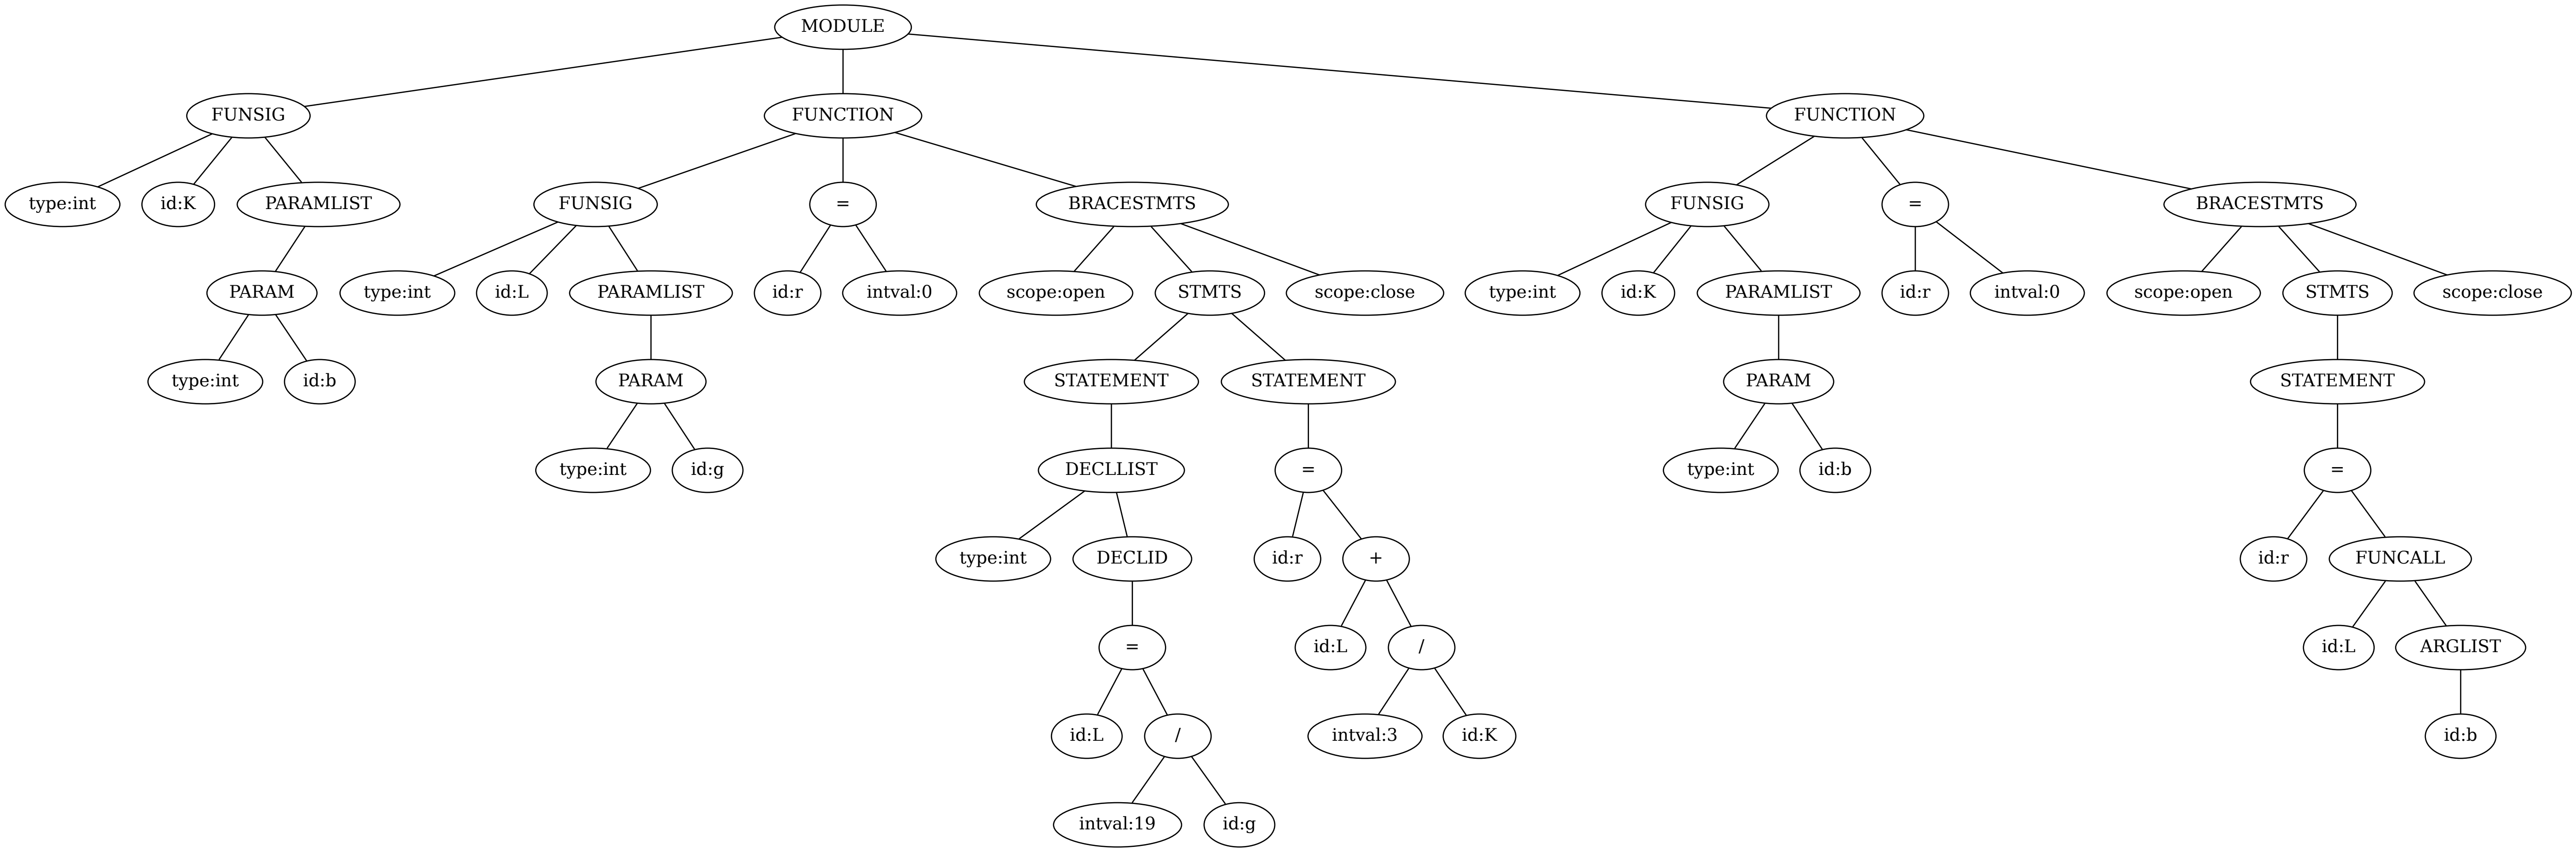 MODULE
FUNSIG FUNCTION FUNCTION
type:int id:K PARAMLIST FUNSIG = BRACESTMTS FUNSIG = BRACESTMTS
PARAM type:int id:L PARAMLIST id:r intval:0 scope:open STMTS scope:close type:int id:K PARAMLIST id:r intval:0 scope:open STMTS scope:close
type:int id:b PARAM STATEMENT STATEMENT PARAM STATEMENT
type:int id:g DECLLIST = type:int id:b =
type:int DECLID id:r + id:r FUNCALL
= id:L / id:L ARGLIST
id:L / intval:3 id:K id:b
intval:19 id:g